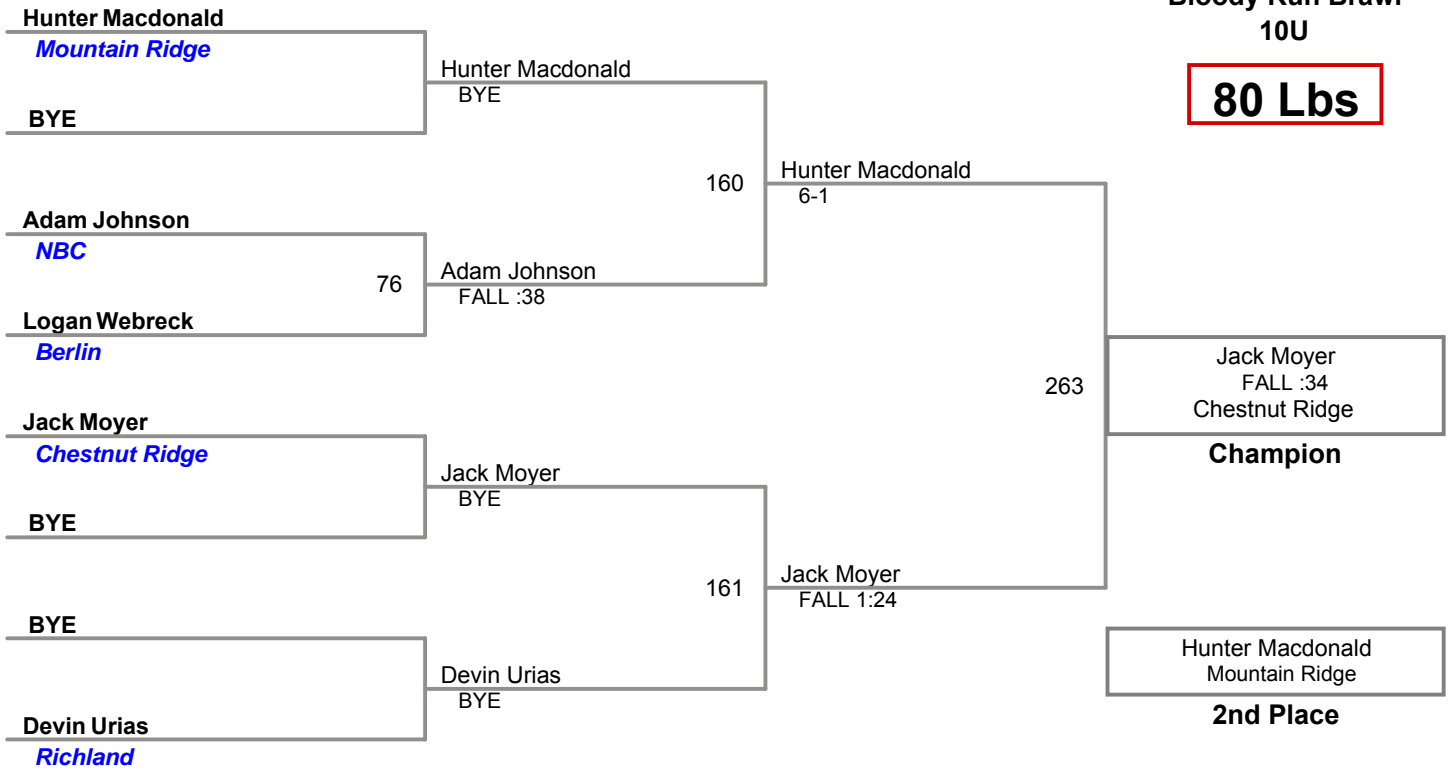 Bloody Run Brawl
10U
80 Lbs
Hunter Macdonald
Mountain Ridge
BYE
Adam Johnson
NBC
76
Logan Webreck
Berlin
Jack Moyer
Chestnut Ridge
BYE
BYE
Devin Urias
Richland
Hunter Macdonald
BYE
160
Adam Johnson
FALL :38
Jack Moyer
BYE
161
Devin Urias
BYE
Hunter Macdonald
6-1
263
Jack Moyer
FALL 1:24
Jack Moyer
FALL :34
Chestnut Ridge
Champion
Hunter Macdonald
Mountain Ridge
2nd Place